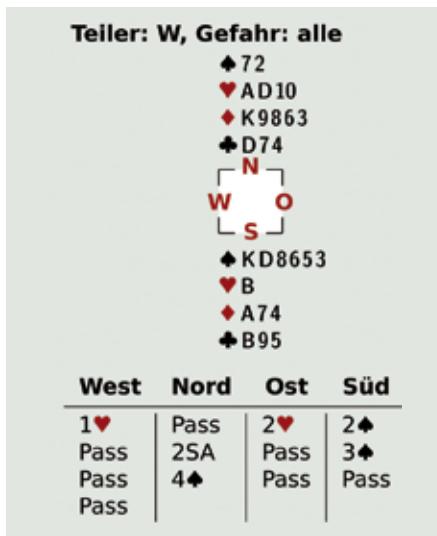 Teiler: W, Gefahr: alle
♠ 72
♥ AD10
♦ K9863
♣ D74
N
W O
S
♠ KD8653
♥ B
♦ A74
♣ B95
West Nord Ost Süd
1♥ Pass 2♥ 2♠
Pass 2SA Pass 3♠
Pass 4♠ Pass Pass
Pass